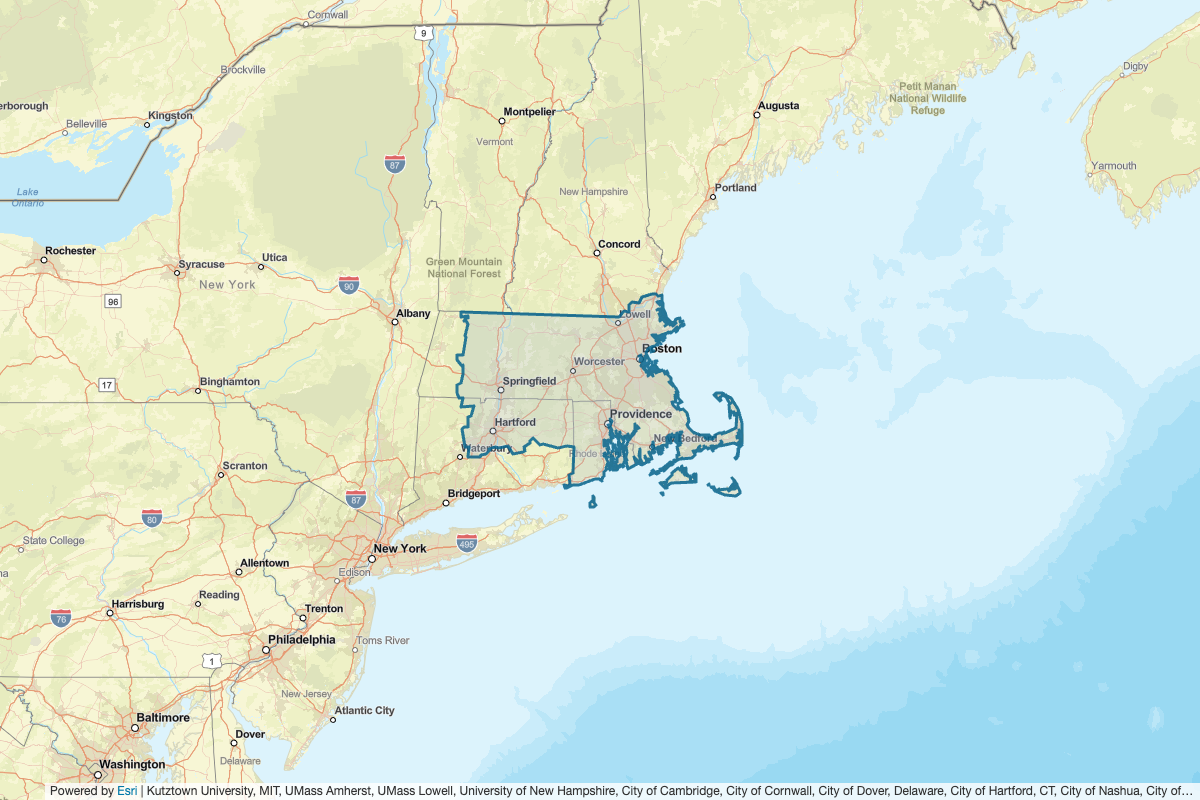 Cornwall
9
Brockville
Digby
Petit Manan
National Wildlife
Refuge
erborough
Belleville
Kingston
Montpelier
Augusta
Vermont
87
Yarmouth
Lake
Ontario
New Hampshire
Portland
Rochester
Syracuse
Utica
Concord
New York
Green Mountain
National Forest
90
96
Albany
Lowell
Boston
Worcester
17
Binghamton
Springfield
Providence
Hartford
New Bedford
Waterbury
Rhode
Scranton
87
Bridgeport
80
State College
New York
495
na
Allentown
Edison
Harrisburg
Reading
Trenton
76
Philadelphia
Toms River
1
New Jersey
Baltimore
Atlantic City
Dover
Washington
Delaware
Powered by Esri | Kutztown University, MIT, UMass Amherst, UMass Lowell, University of New Hampshire, City of Cambridge, City of Cornwall, City of Dover, Delaware, City of Hartford, CT, City of Nashua, City of…